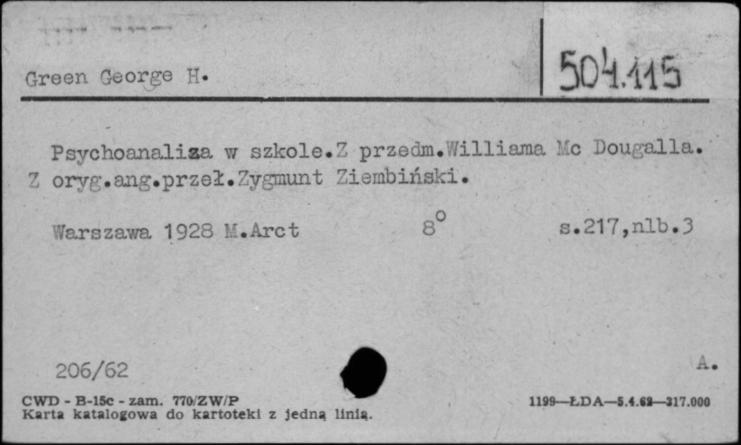 504.115
Green George H.
Psychoanaliza w szkole.Z przedm.Williama Mc Dougalla.
Z oryg.ang.przeł.Zygmunt Ziembiński.
Warszawa 1928 M.Arct 8° s.217,nlb.3
206/62 A.
CWD - B-15c - zam. 770/ZW/P 1199—ŁDA—5.4.62—317.000
Karta katalogowa do kartoteki z jedną linią.